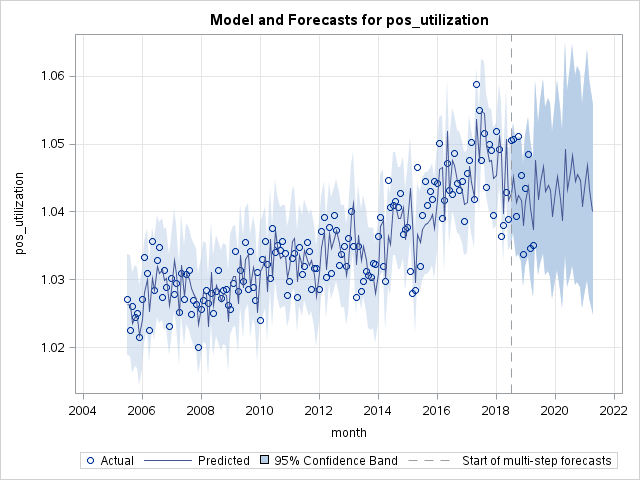 Model and Forecasts for pos_utilization
1.06
1.05
1.04
1.03
1.02
pos_utilization
2004 2006 2008 2010 2012 2014 2016 2018 2020 2022
month
Actual Predicted 95% Confidence Band Start of multi-step forecasts